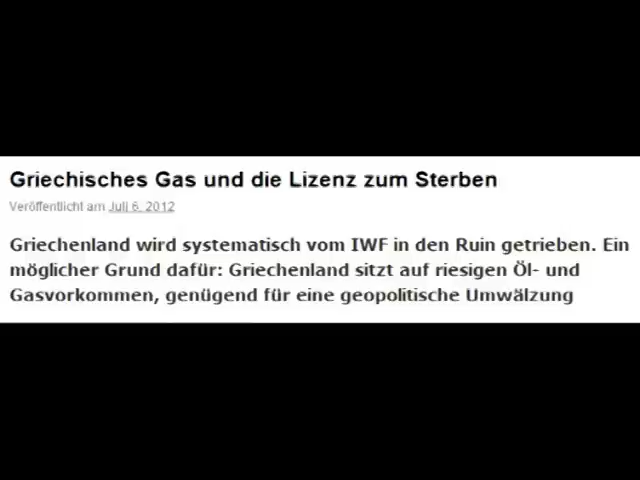 Griechisches Gas und die Lizenz zum Sterben
Veröffentlicht am Juli 6, 2012
Griechenland wird systematisch vom IWF in den Ruin getrieben. Ein
möglicher Grund dafür: Griechenland sitzt auf riesigen Öl- und
Gasvorkommen, genügend für eine geopolitische Umwälzung